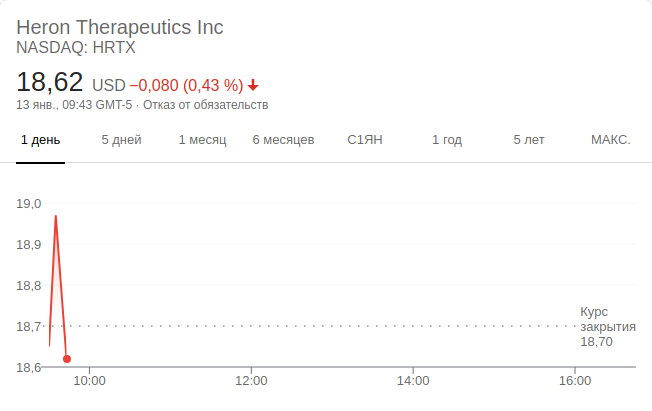 Heron Therapeutics Inc
NASDAQ: HRTX
18,62 USD −0,080 (0,43 %)
13 янв., 09:43 GMT-5 · Отказ от обязательств
1 день 5 дней 1 месяц 6 месяцев С1ЯН 1 год 5 лет МАКС.
19,0
18,9
18,8
18,7
18,6
Курс
закрытия
18,70
10:00 12:00 14:00 16:00